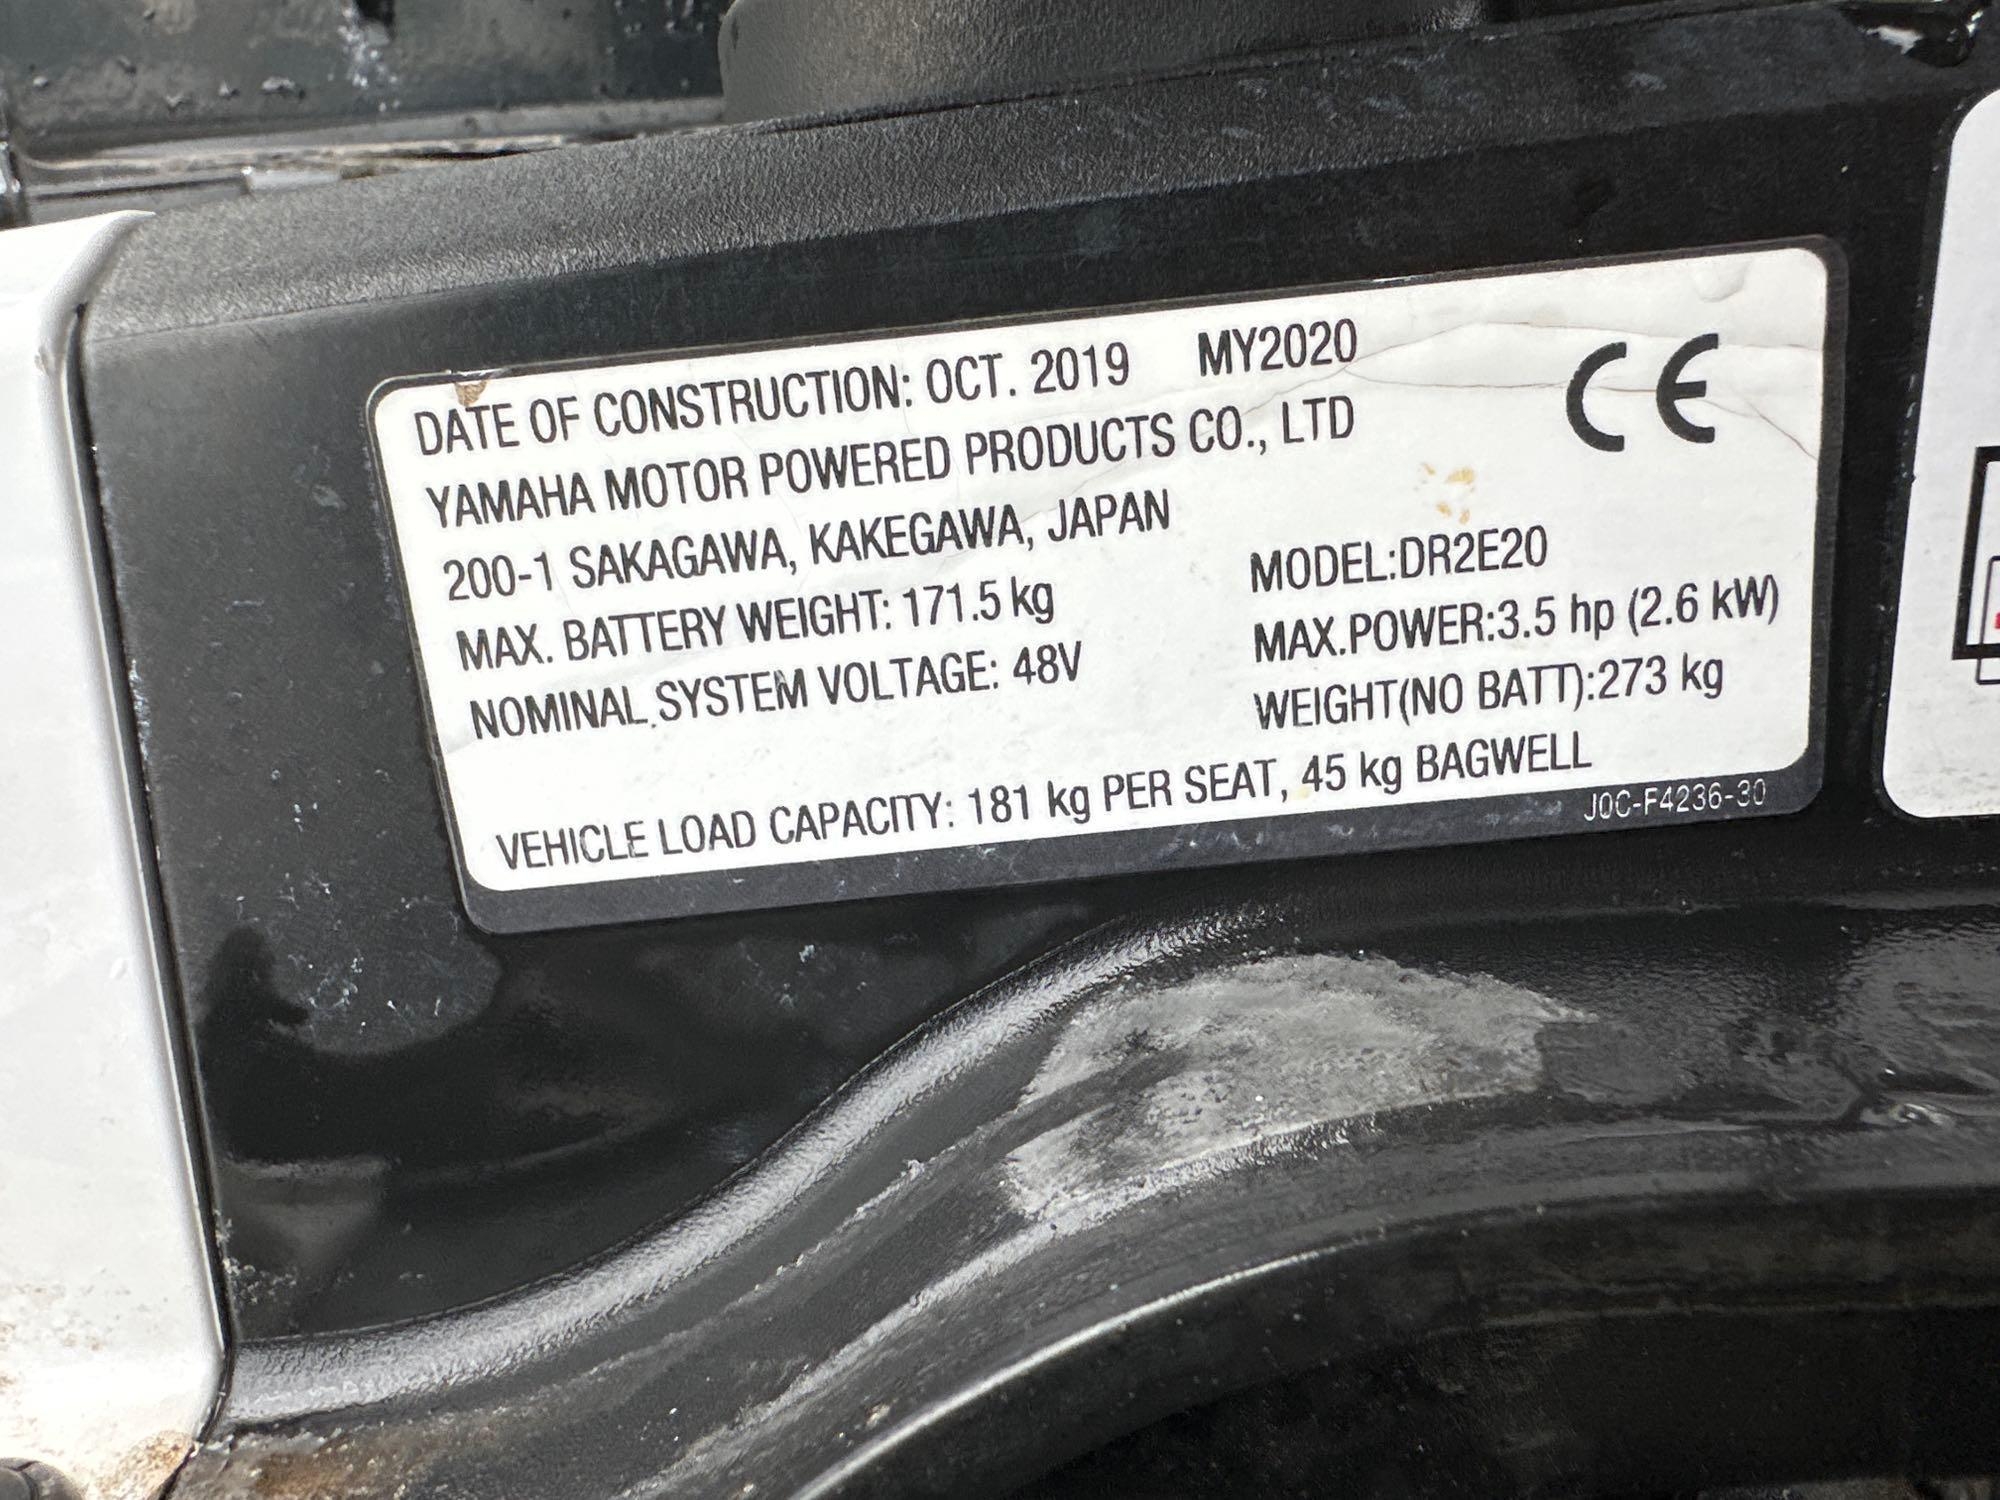 DATE OF CONSTRUCTION: OCT. 2019 MY2020
CE
YAMAHA MOTOR POWERED PRODUCTS CO., LTD
200-1 SAKAGAWA, KAKEGAWA, JAPAN
MAX. BATTERY WEIGHT: 171.5 kg
NOMINAL SYSTEM VOLTAGE: 48V
MODEL:DR2E20
MAX.POWER:3.5 hp (2.6 kW)
WEIGHT(NO BATT):273 kg
VEHICLE LOAD CAPACITY: 181 kg PER SEAT, 45 kg BAGWELL
J0C-F4236-30